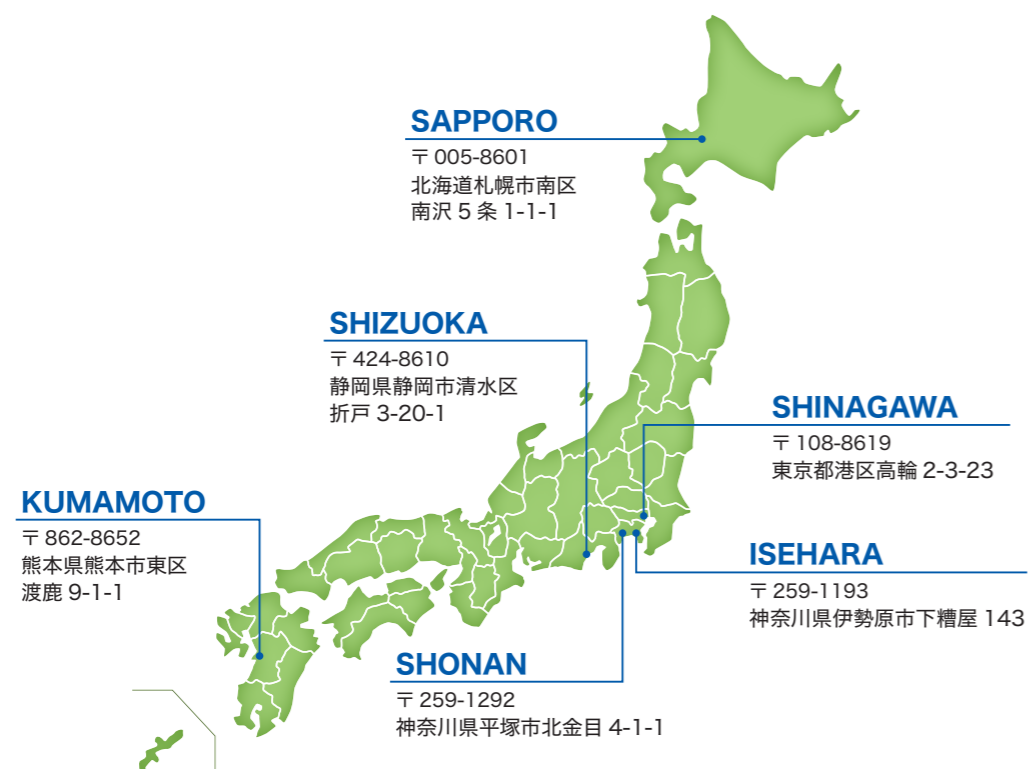 SAPPORO
〒 005-8601
北海道札幌市南区
南沢 5 条 1-1-1
SHIZUOKA
〒 424-8610
静岡県静岡市清水区
折戸 3-20-1
SHINAGAWA
〒 108-8619
東京都港区高輪 2-3-23
KUMAMOTO
〒 862-8652
熊本県熊本市東区
渡鹿 9-1-1
ISEHARA
〒 259-1193
神奈川県伊勢原市下糟屋 143
SHONAN
〒 259-1292
神奈川県平塚市北金目 4-1-1